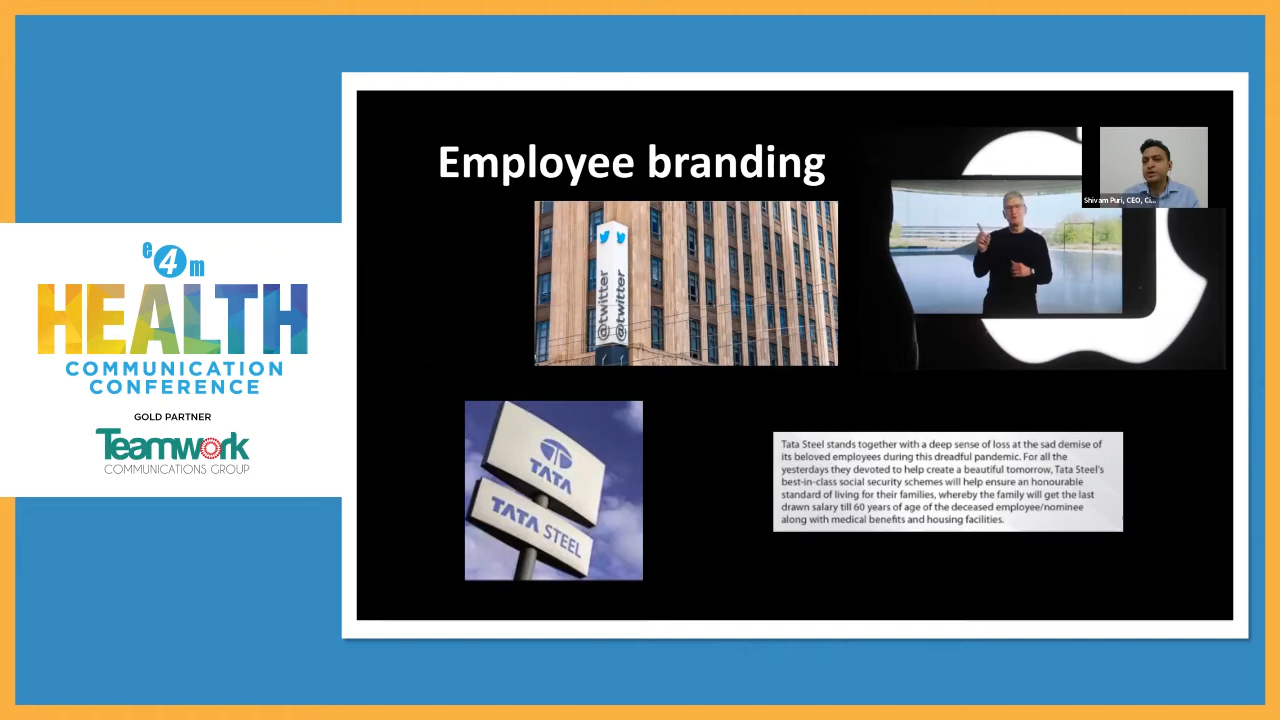 Employee branding
@twitter
@twitter
Shivam Puri, CEO, Ci...
e4m
HEALTH
COMMUNICATION
CONFERENCE
GOLD PARTNER
Teamwork
COMMUNICATIONS GROUP
TATA
TATA STEEL
Tata Steel stands together with a deep sense of loss at the sad demise of
its beloved employees during this dreadful pandemic. For all the
yesterdays they devoted to help create a beautiful tomorrow, Tata Steel's
best-in-class social security schemes will help ensure an honourable
standard of living for their families, whereby the family will get the last
drawn salary till 60 years of age of the deceased employee/nominee
along with medical benefits and housing facilities.